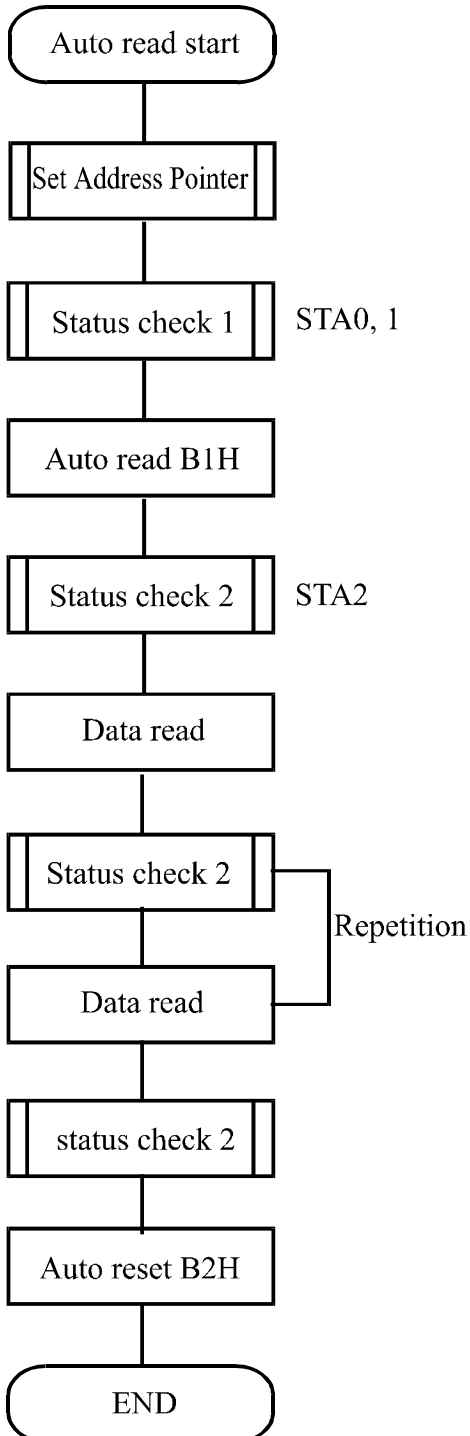 Auto read start
Set Address Pointer
Status check 1
STA0, 1
Auto read B1H
Status check 2
STA2
Data read
Status check 2
Repetition
Data read
status check 2
Auto reset B2H
END